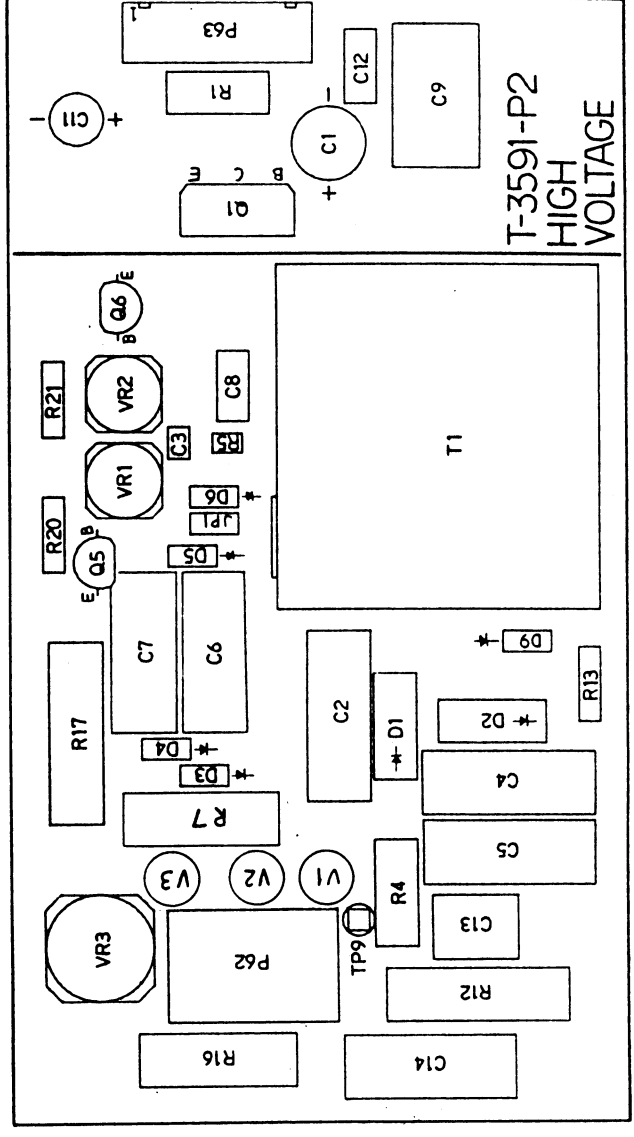 1
P63
R1
C12
C9
-
C11
+
-
C1
+
E
C
B
Q1
T-3591-P2
HIGH
VOLTAGE
E
Q6
B
R21
VR2
C8
C3
R5
VR1
T1
D6
JP1
R20
B
Q5
E
D5
C7
C6
R17
C2
D9
R13
D1
D2
D4
D3
C4
R7
C5
V3
V2
V1
R4
C13
VR3
P62
TP9
R12
R16
C14